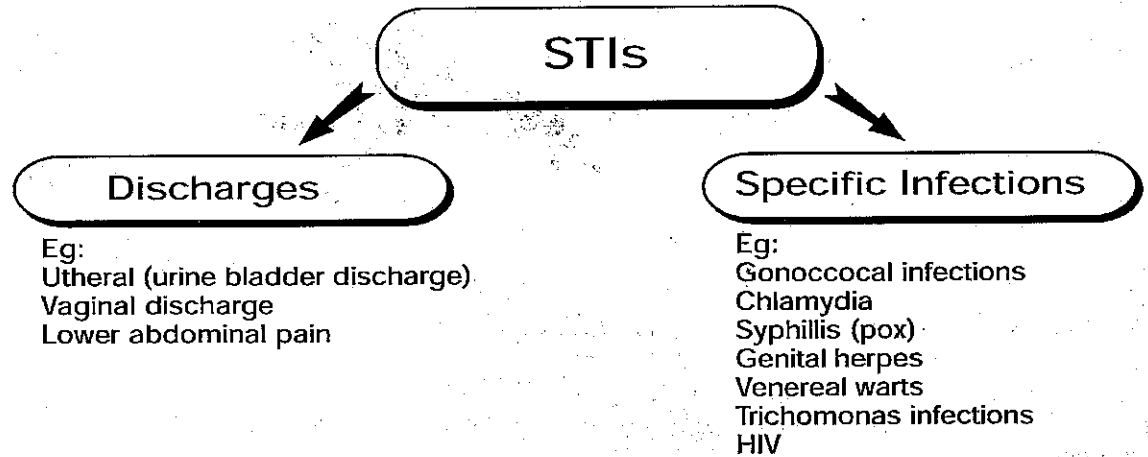 STIs
Discharges
Eg:
Utheral (urine bladder discharge)
Vaginal discharge
Lower abdominal pain
Specific Infections
Eg:
Gonoccocal infections
Chlamydia
Syphillis (pox)
Genital herpes
Venereal warts
Trichomonas infections
HIV